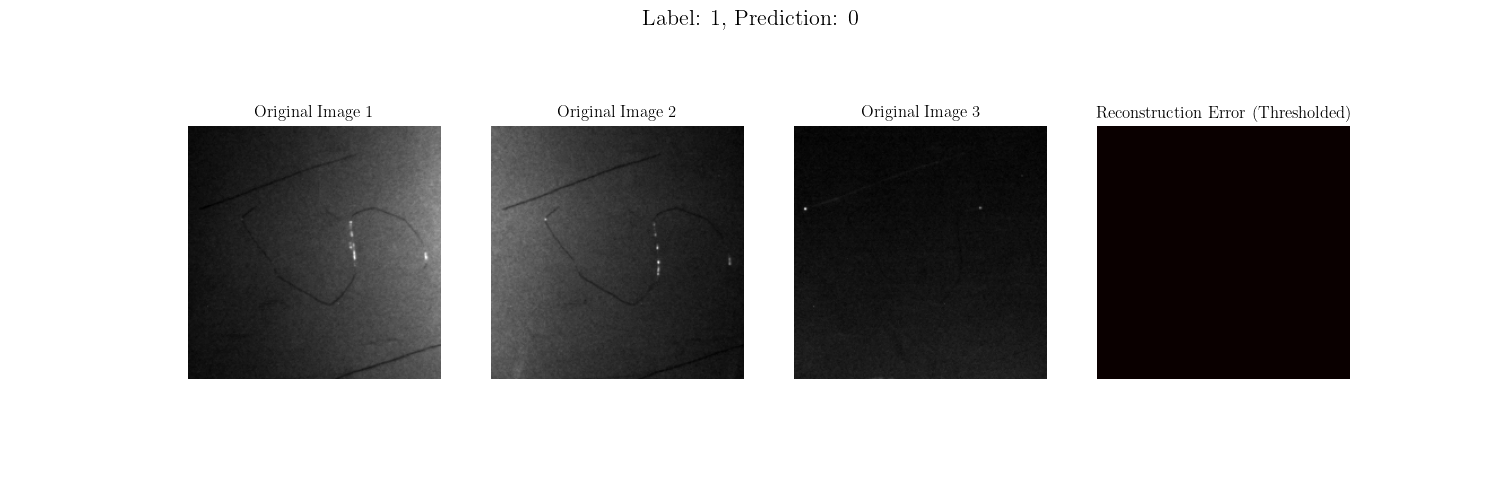 Label: 1, Prediction: 0
Original Image 1
Original Image 2
Original Image 3
Reconstruction Error (Thresholded)